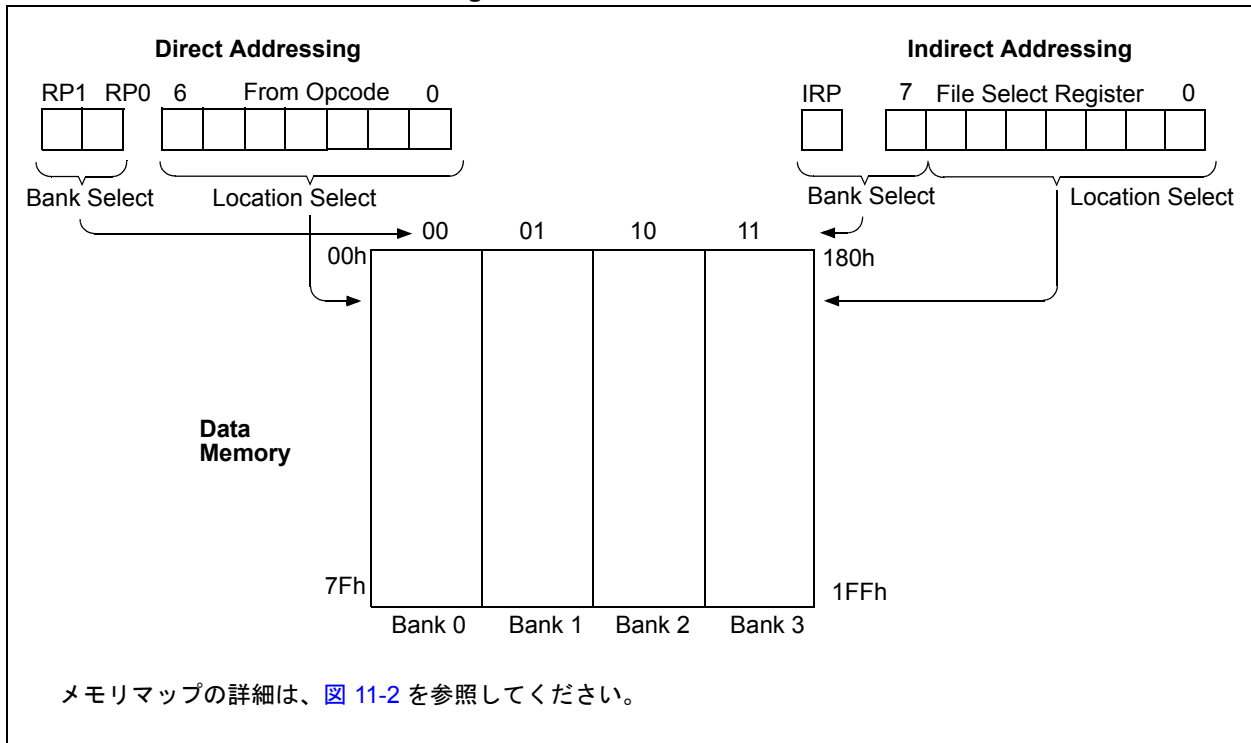 Direct Addressing
Indirect Addressing
RP1 RP0 6 From Opcode 0
IRP 7 File Select Register 0
Bank Select Location Select
Bank Select Location Select
00 01 10 11
00h
180h
Data
Memory
7Fh
1FFh
Bank 0 Bank 1 Bank 2 Bank 3
メモリマップの詳細は、図 11-2 を参照してください。